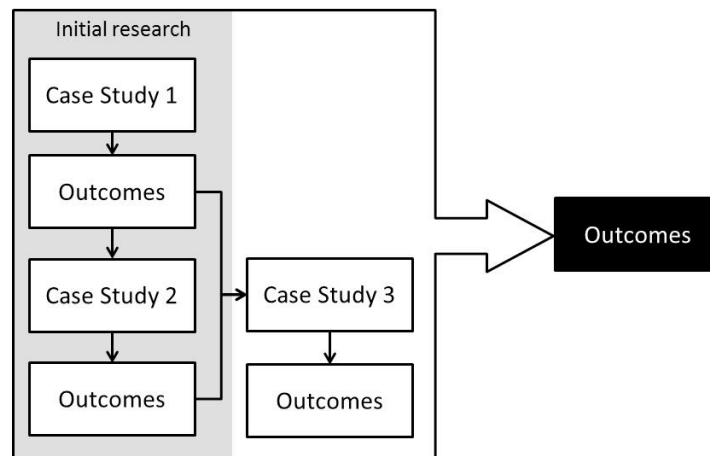 Initial research
Case Study 1
Outcomes
Case Study 2
Outcomes
Case Study 3
Outcomes
Outcomes